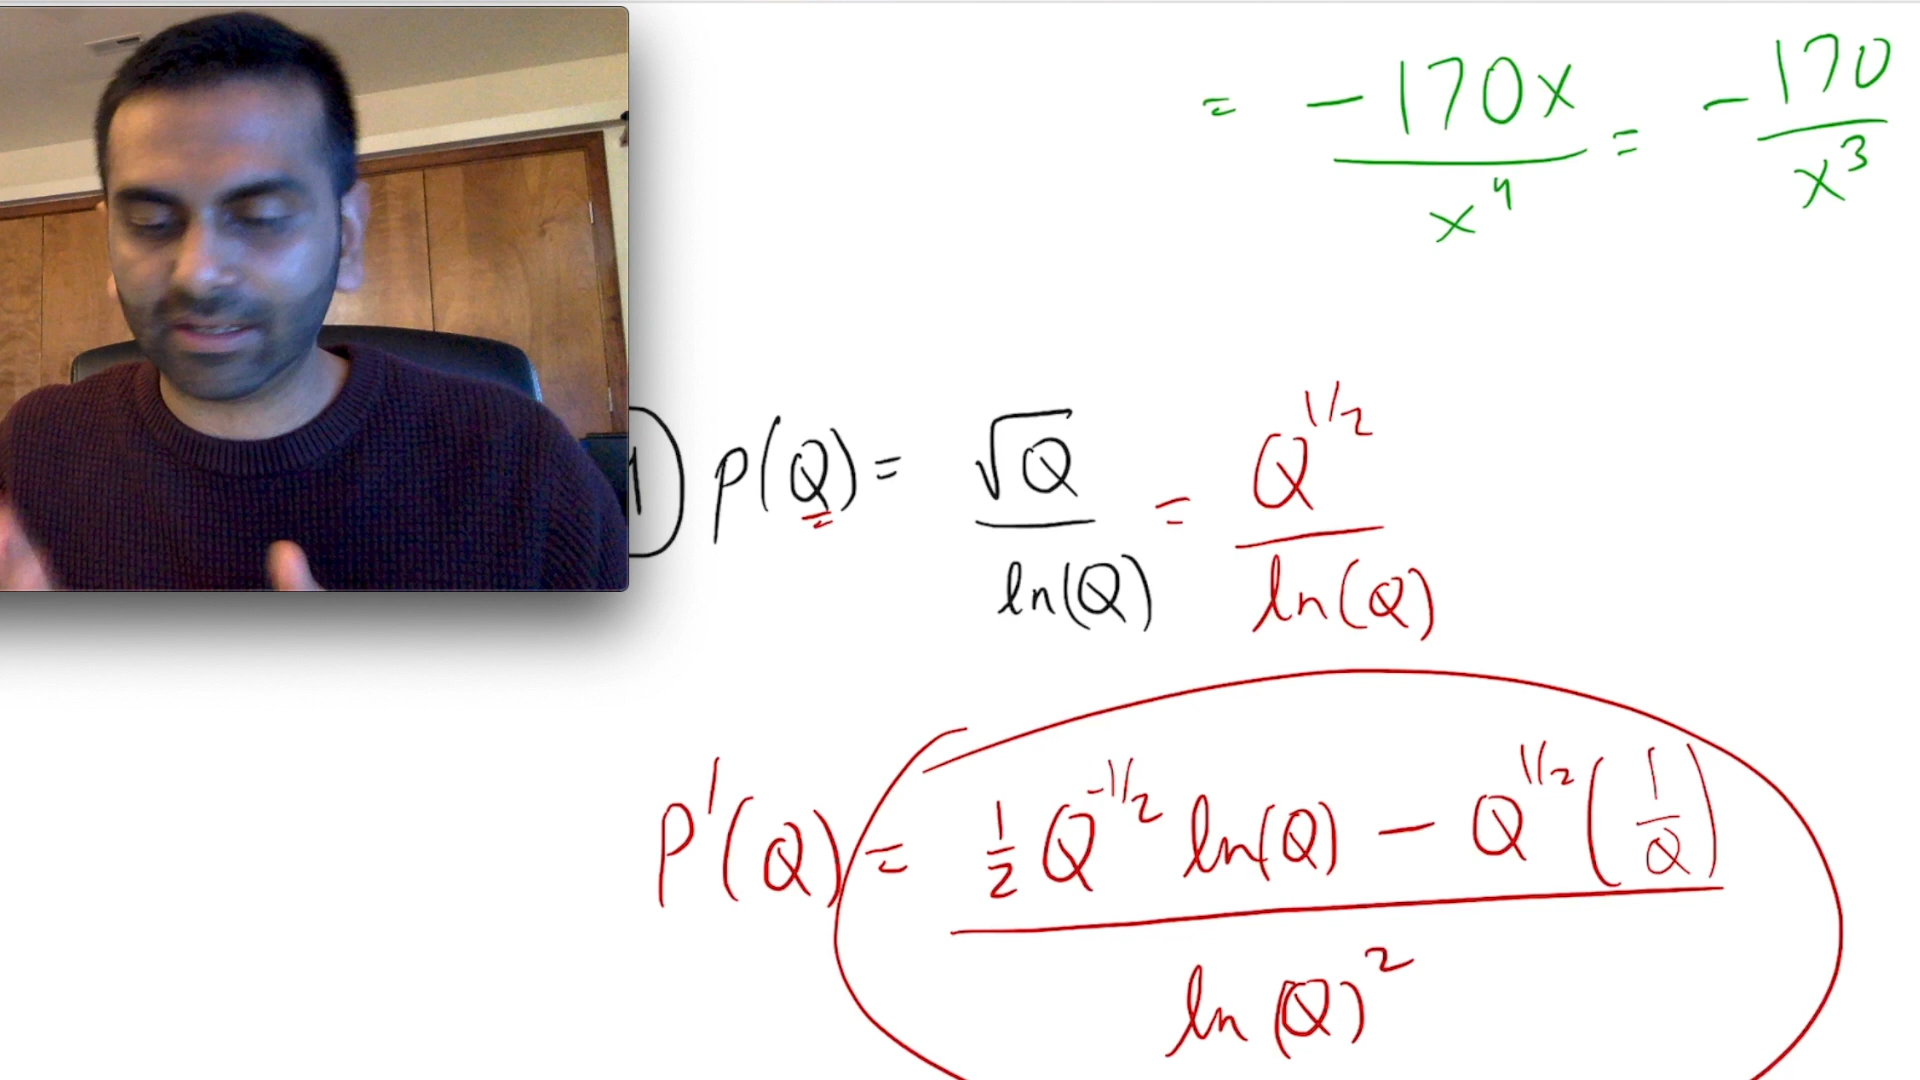 = -170x/x⁴ = -170/x³
1) P(Q) = √Q/ln(Q) = Q^1/2/ln(Q)
P'(Q) = ½Q^-1/2 ln(Q) - Q^1/2 (1/Q)
ln(Q)²